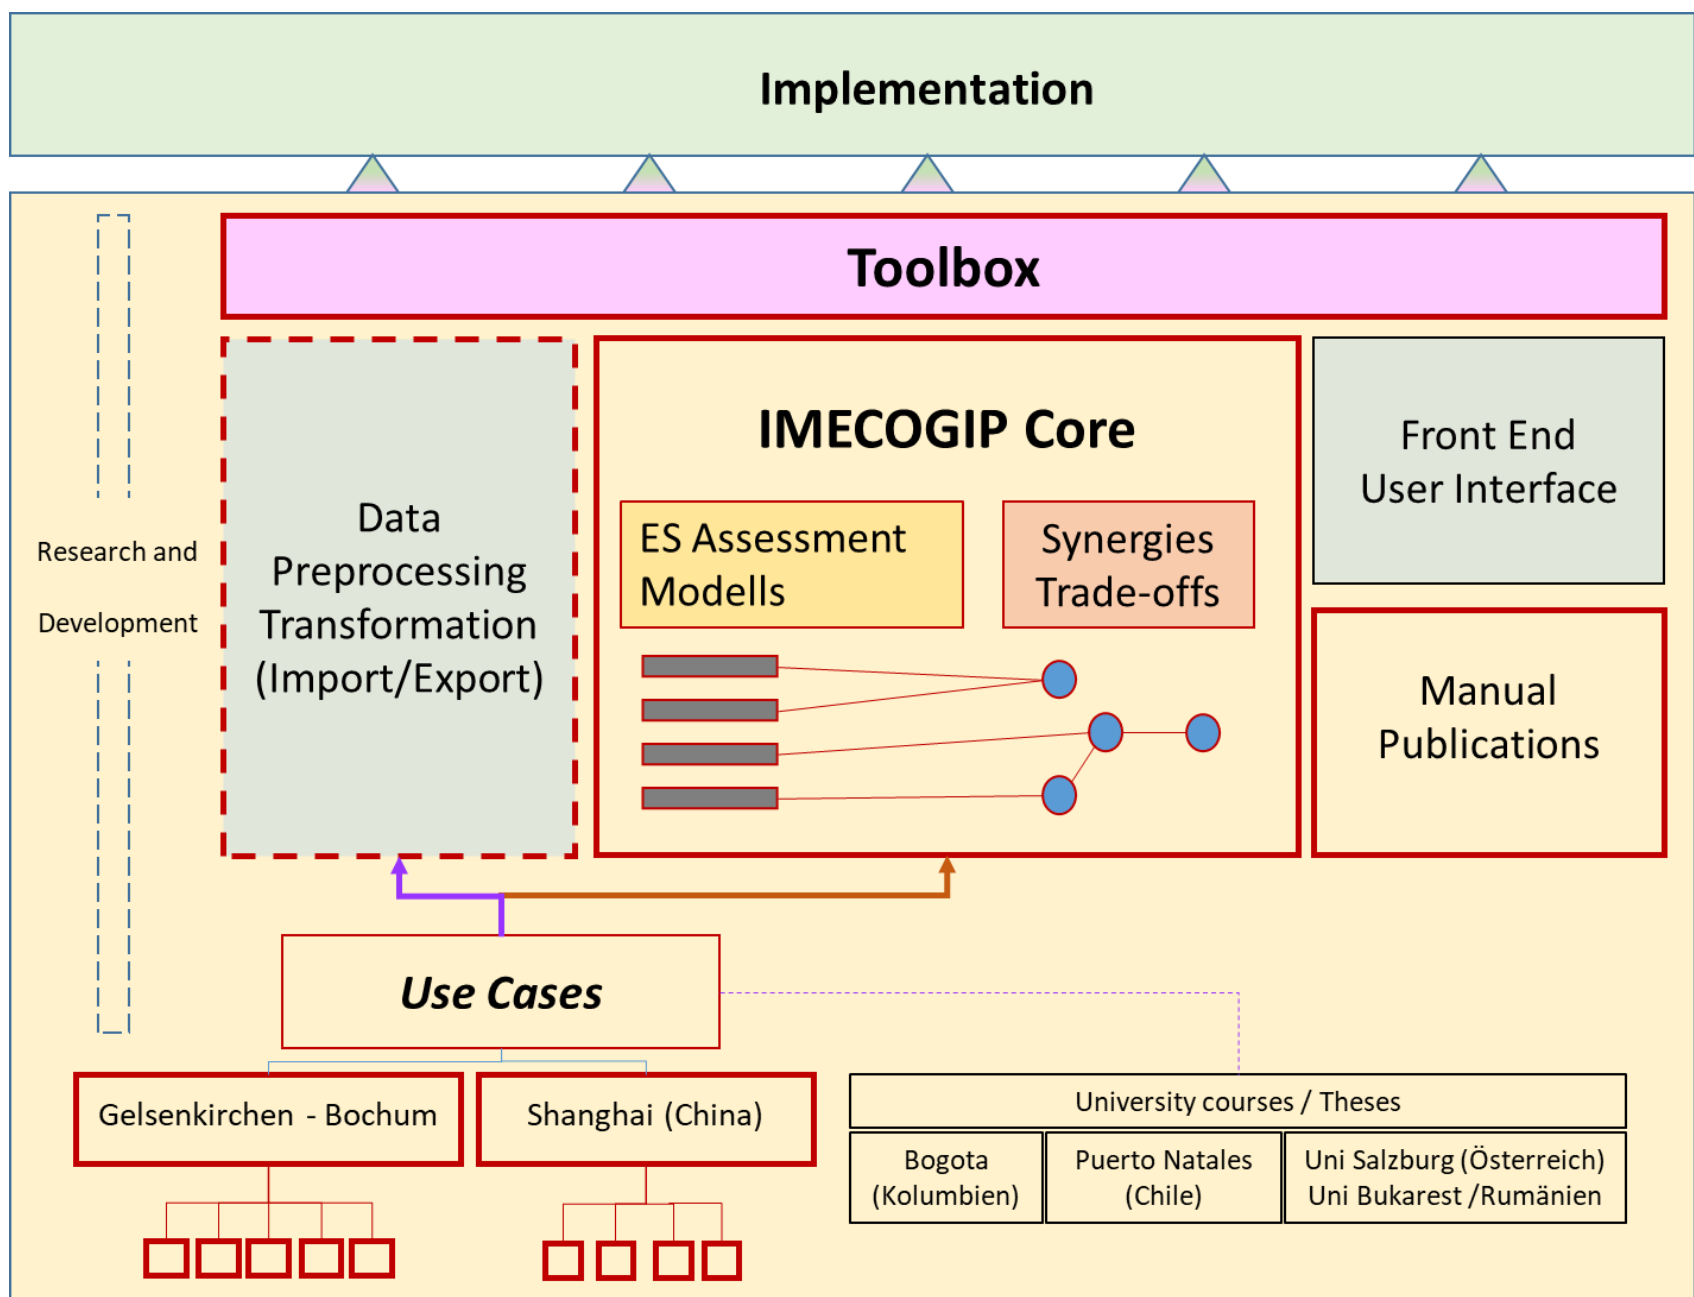 Implementation
Toolbox
Research and
Development
Data
Preprocessing
Transformation
(Import/Export)
IMECOGIP Core
ES Assessment
Modells
Synergies
Trade-offs
Front End
User Interface
Manual
Publications
Use Cases
Gelsenkirchen - Bochum
Shanghai (China)
University courses / Theses
Bogota
(Kolumbien)
Puerto Natales
(Chile)
Uni Salzburg (Österreich)
Uni Bukarest /Rumänien